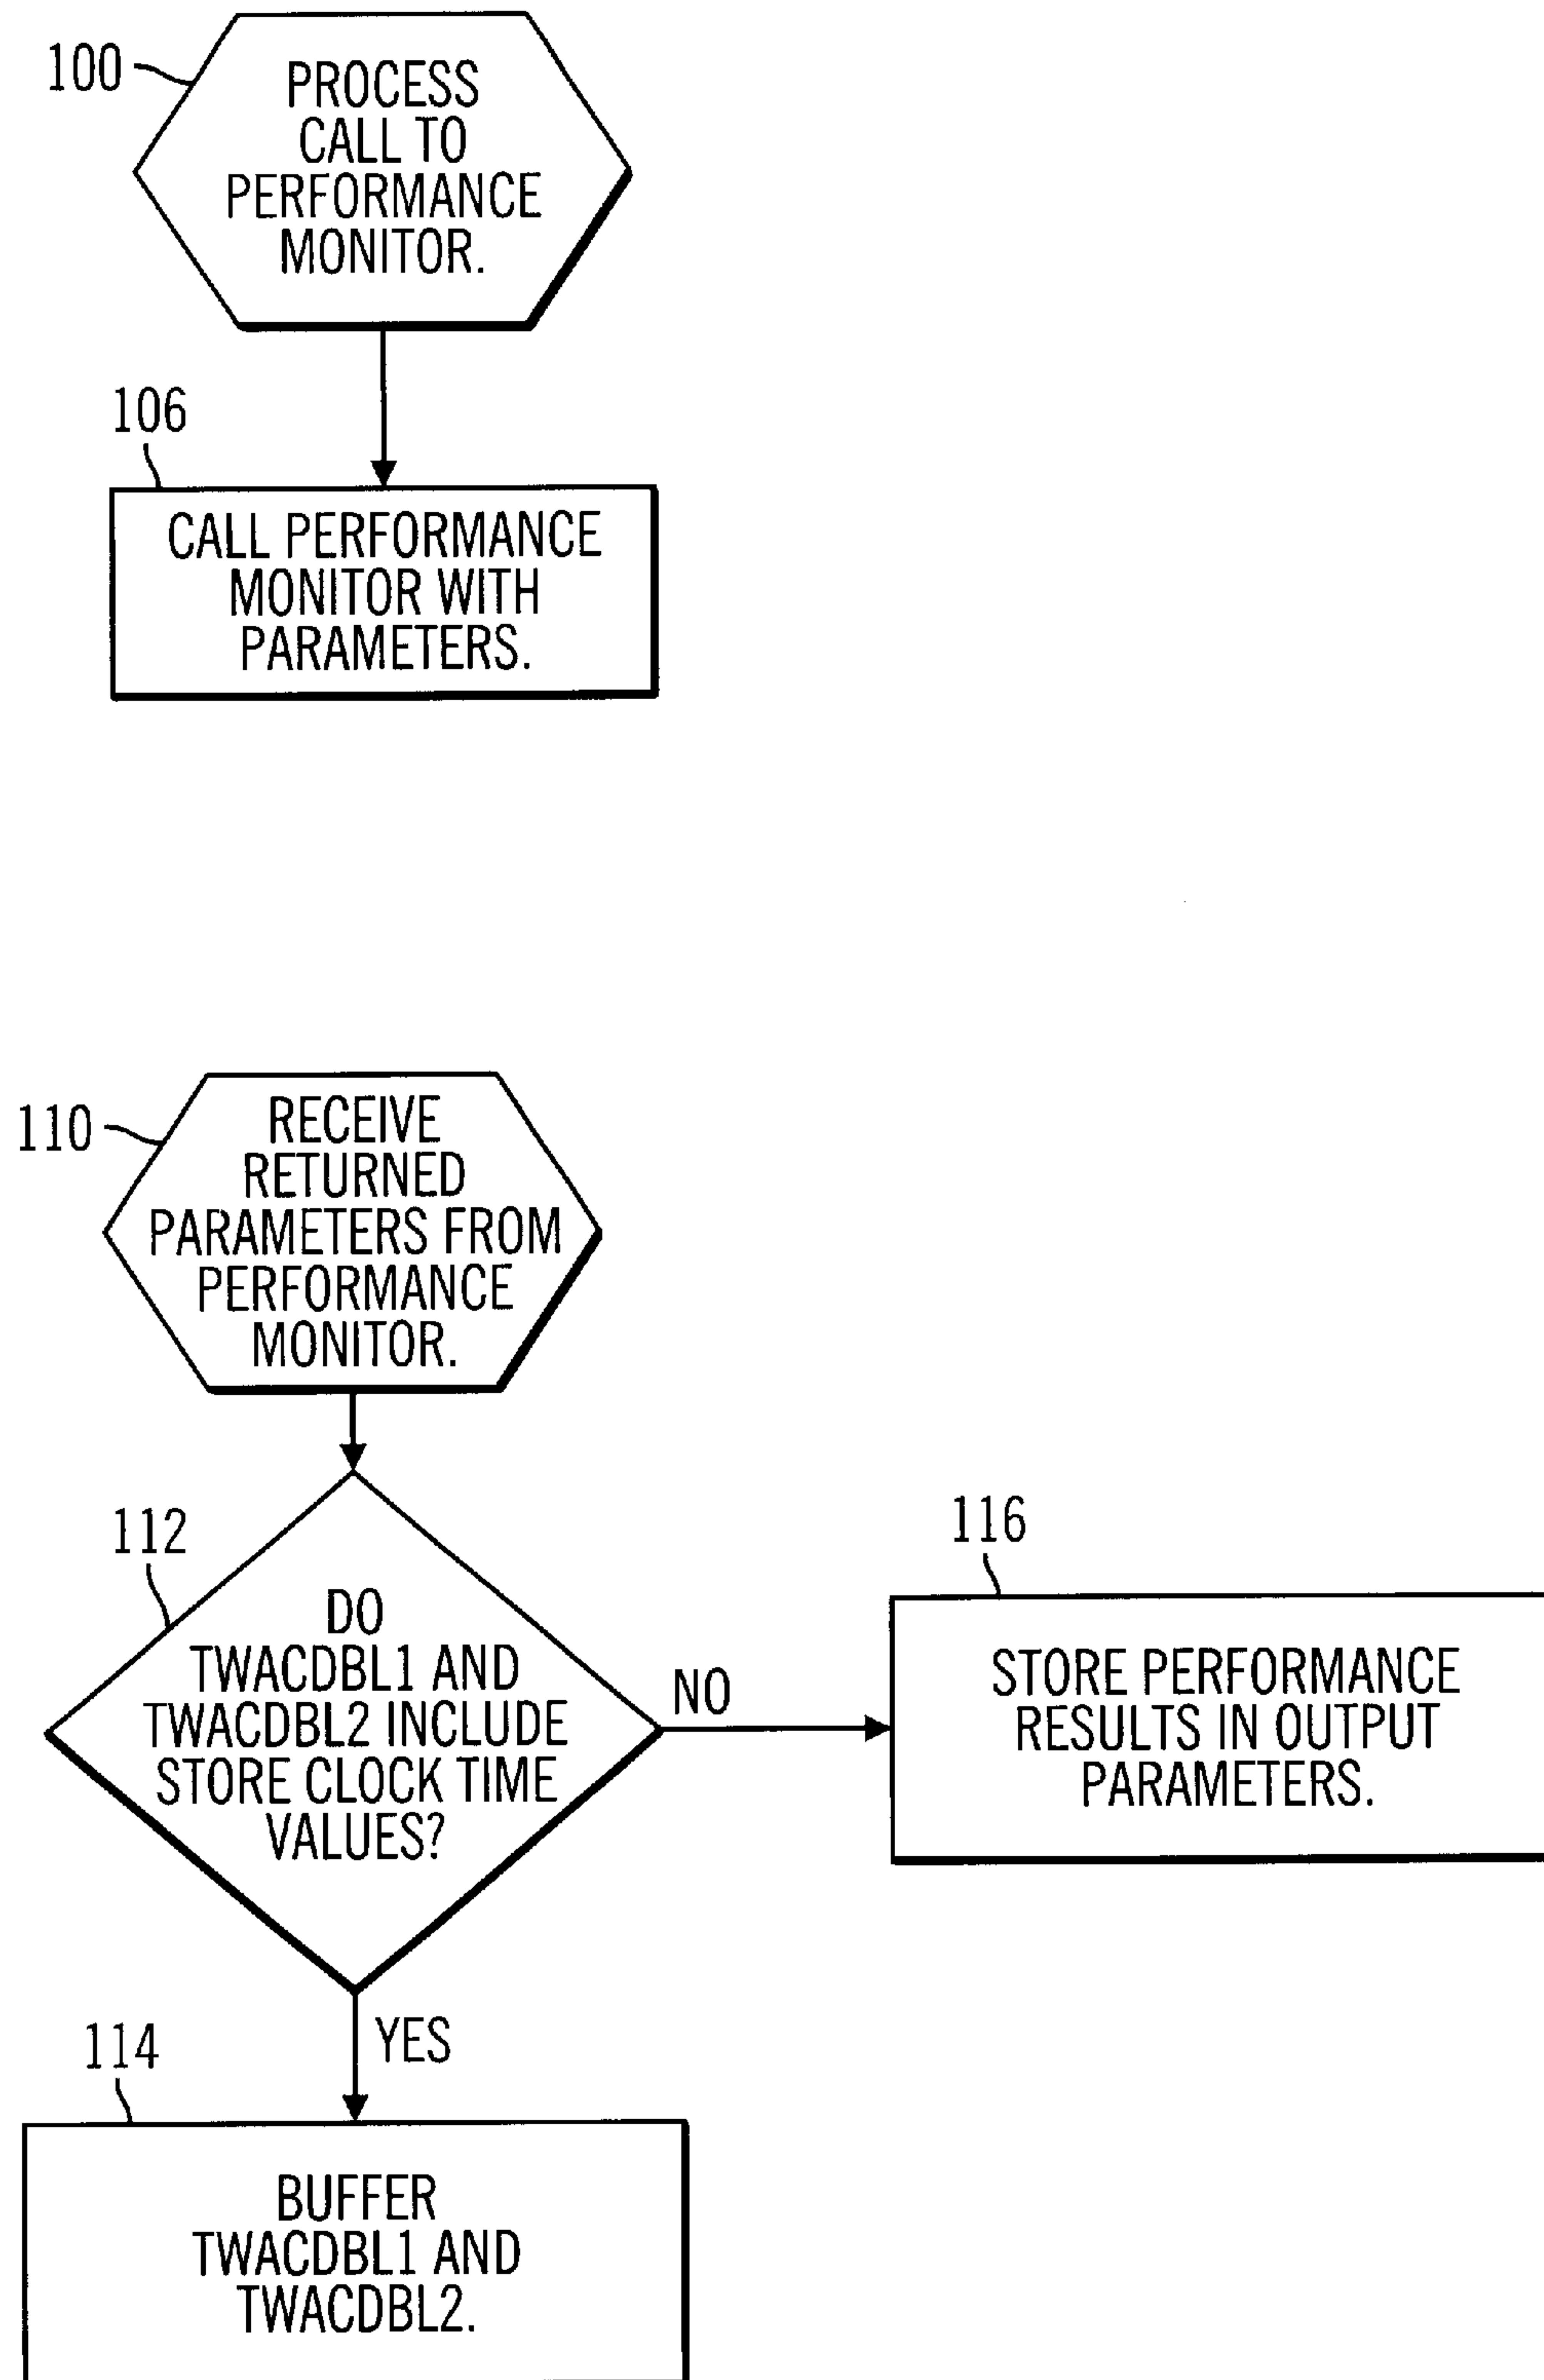 100
PROCESS
CALL TO
PERFORMANCE
MONITOR.
106
CALL PERFORMANCE
MONITOR WITH
PARAMETERS.
110
RECEIVE
RETURNED
PARAMETERS FROM
PERFORMANCE
MONITOR.
112
DO
TWACDBL1 AND
TWACDBL2 INCLUDE
STORE CLOCK TIME
VALUES?
NO
116
STORE PERFORMANCE
RESULTS IN OUTPUT
PARAMETERS.
YES
114
BUFFER
TWACDBL1 AND
TWACDBL2.